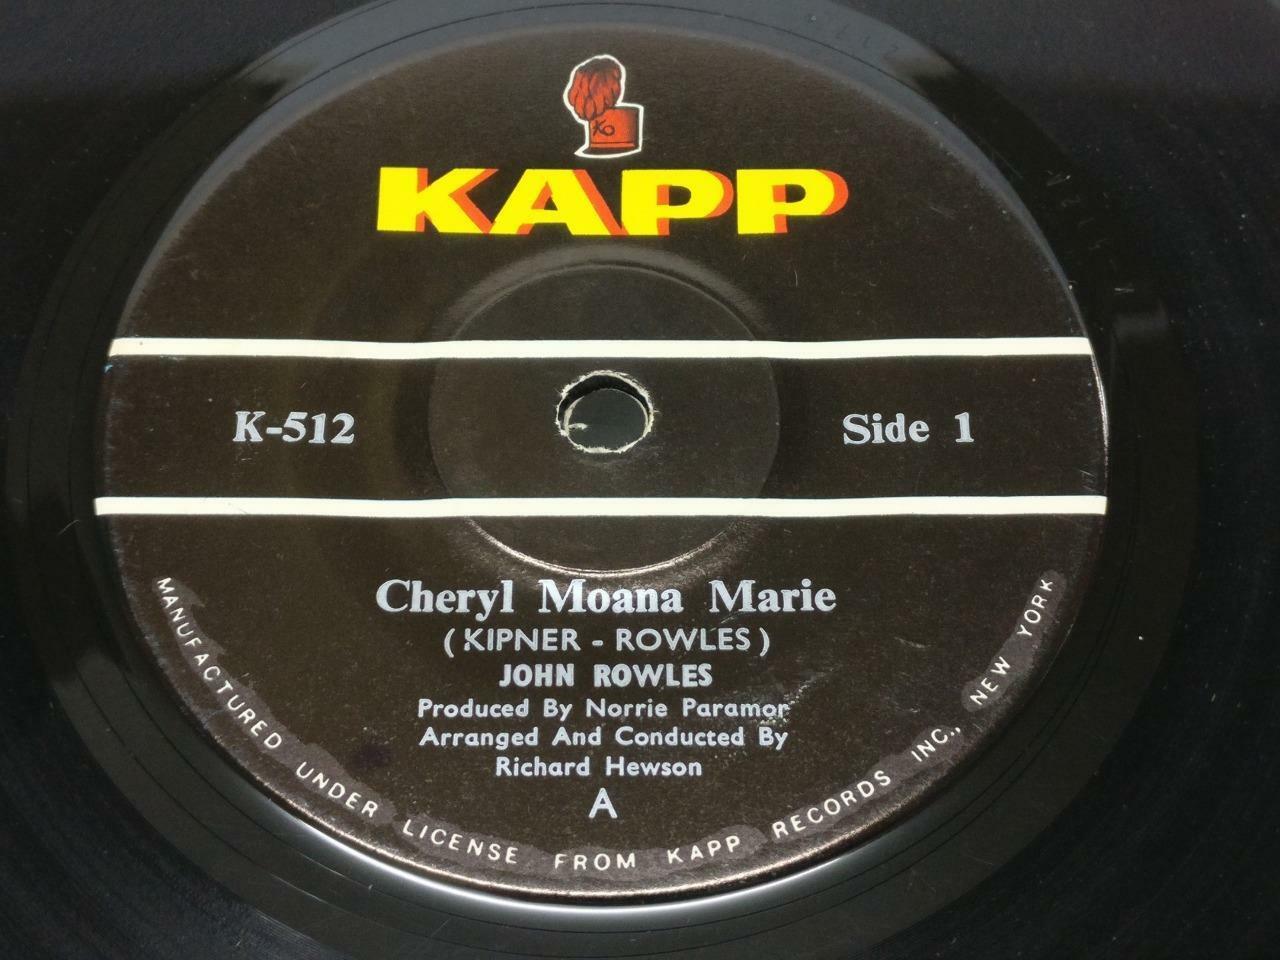 KO
KAPP
K-512
Side 1
Cheryl Moana Marie
(KIPNER - ROWLES)
JOHN ROWLES
Produced By Norrie Paramor
Arranged And Conducted By
Richard Hewson
A
MANUFACTURED UNDER LICENSE FROM KAPP RECORDS INC., NEW YORK